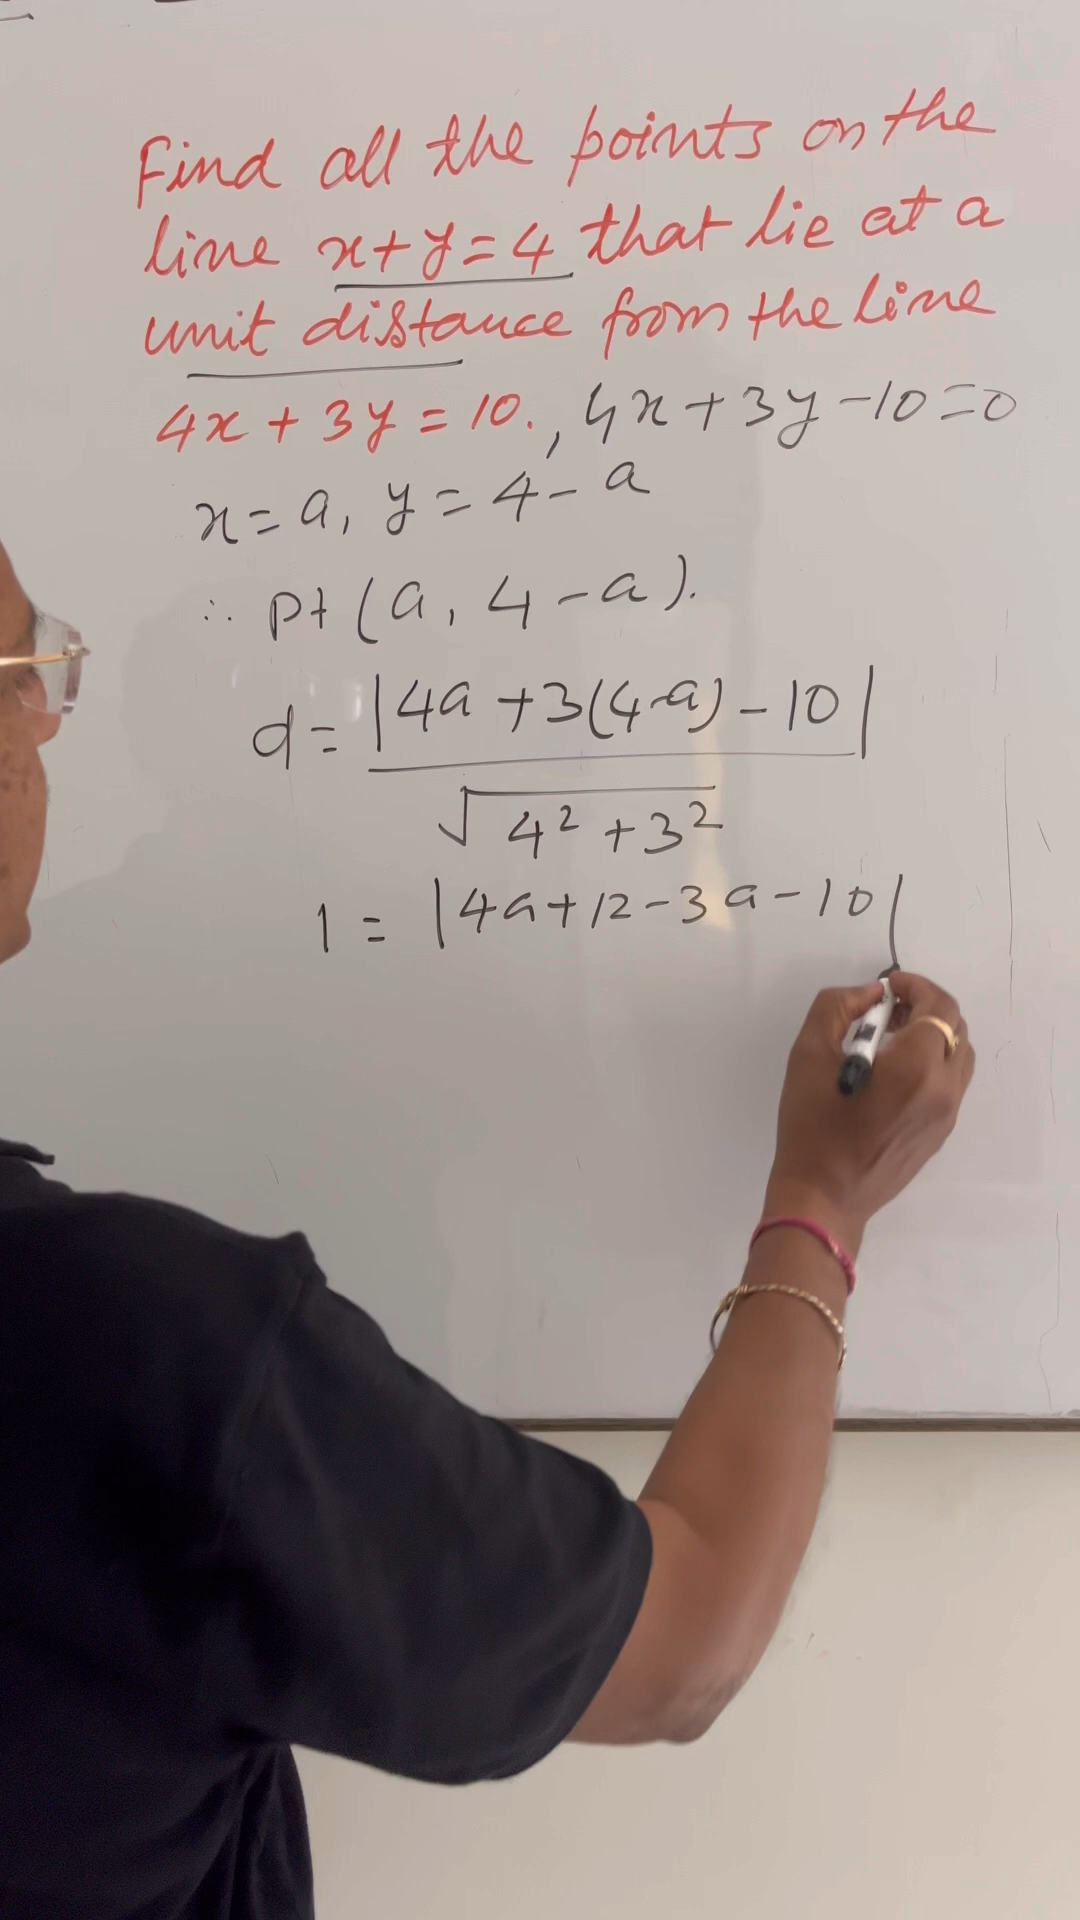 Find all the points on the
line x+y=4 that lie at a
unit distance from the line
4x+3y=10., 4x+3y-10=0
x=a, y=4-a
∴ pt (a, 4-a).
d= |4a+3(4-a)-10|
√4²+3²
1 = |4a+12-3a-10|